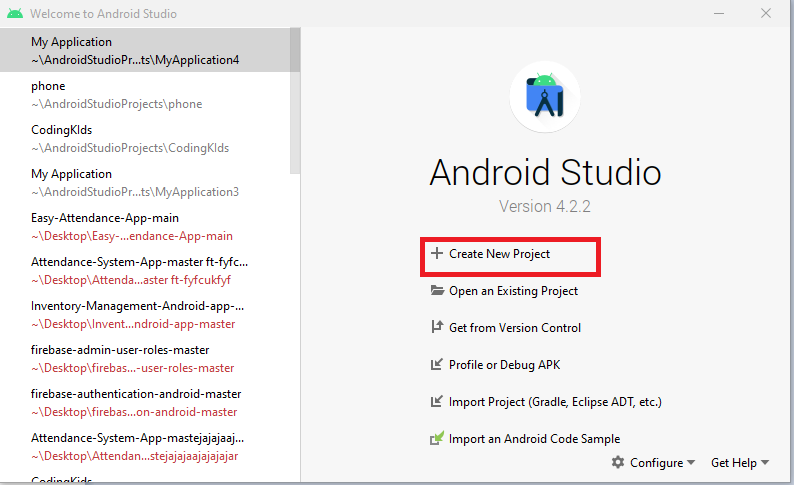 Welcome to Android Studio
My Application
~\AndroidStudioPr...ts\MyApplication4
phone
~\AndroidStudioProjects\phone
CodingKIds
~\AndroidStudioProjects\CodingKIds
My Application
~\AndroidStudioPr...ts\MyApplication3
Easy-Attendance-App-main
~\Desktop\Easy-...endance-App-main
Attendance-System-App-master ft-fyfc...
~\Desktop\Attenda...aster ft-fyfcukfyf
Inventory-Management-Android-app-...
~\Desktop\Invent...ndroid-app-master
firebase-admin-user-roles-master
~\Desktop\firebas...-user-roles-master
firebase-authentication-android-master
~\Desktop\firebas...on-android-master
Attendance-System-App-mastejajajaaj...
~\Desktop\Attendan...stejajajaajajajajar
CodingKIds
Android Studio
Version 4.2.2
Create New Project
Open an Existing Project
Get from Version Control
Profile or Debug APK
Import Project (Gradle, Eclipse ADT, etc.)
Import an Android Code Sample
Configure
Get Help